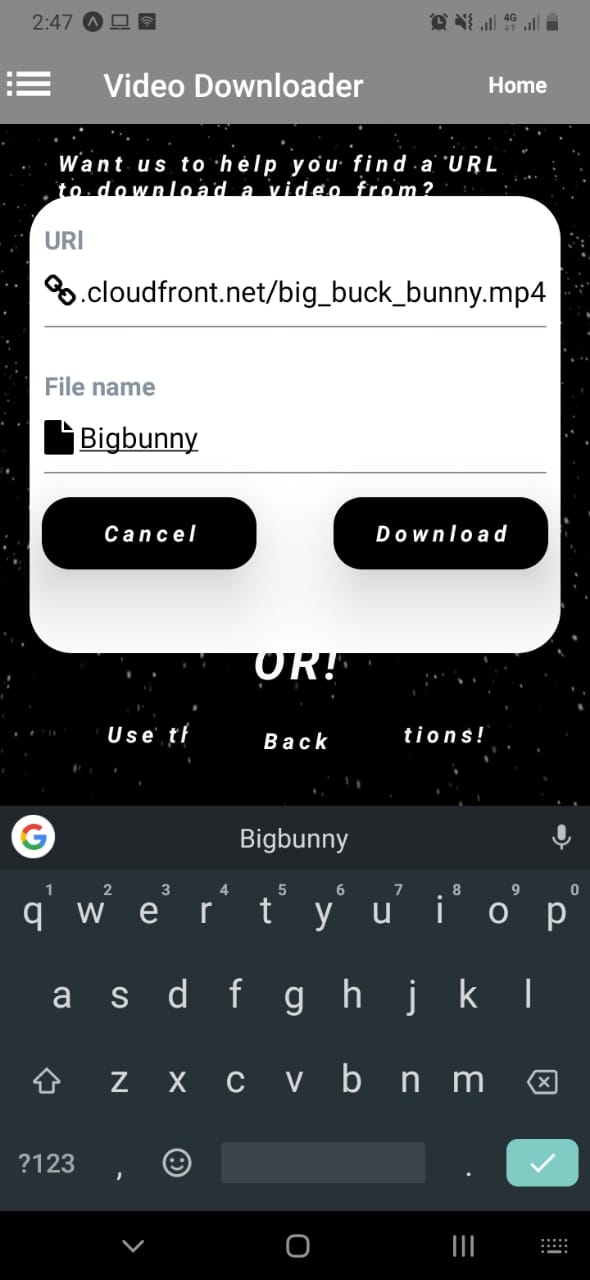 2:47
4G
Video Downloader
Home
Want us to help you find a URL
to download a video from?
URl
.cloudfront.net/big_buck_bunny.mp4
File name
Bigbunny
Cancel
Download
OR!
Use th
Back
tions!
G
Bigbunny
1 2 3 4 5 6 7 8 9 0
q w e r t y u i o p
a s d f g h j k l
z x c v b n m
?123 , .